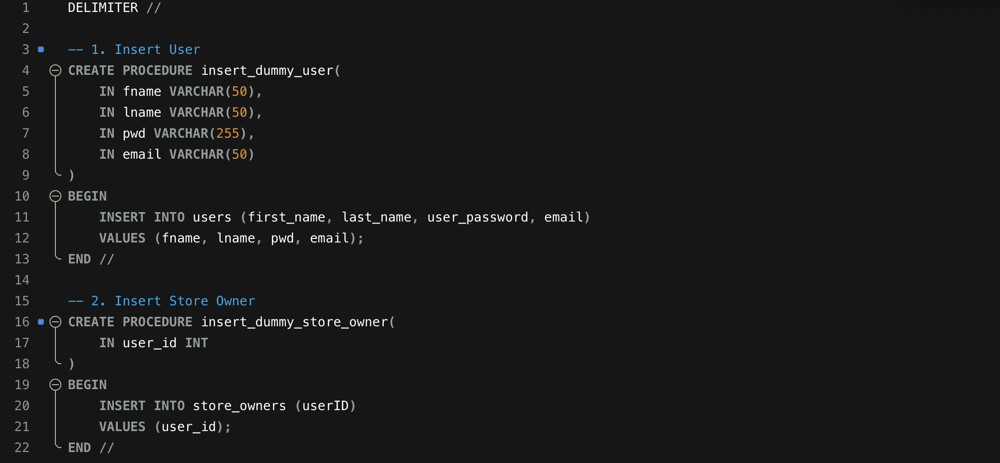 1 DELIMITER //
2
3 -- 1. Insert User
4 CREATE PROCEDURE insert_dummy_user(
5     IN fname VARCHAR(50),
6     IN lname VARCHAR(50),
7     IN pwd VARCHAR(255),
8     IN email VARCHAR(50)
9 )
10 BEGIN
11     INSERT INTO users (first_name, last_name, user_password, email)
12     VALUES (fname, lname, pwd, email);
13 END //
14
15 -- 2. Insert Store Owner
16 CREATE PROCEDURE insert_dummy_store_owner(
17     IN user_id INT
18 )
19 BEGIN
20     INSERT INTO store_owners (userID)
21     VALUES (user_id);
22 END //